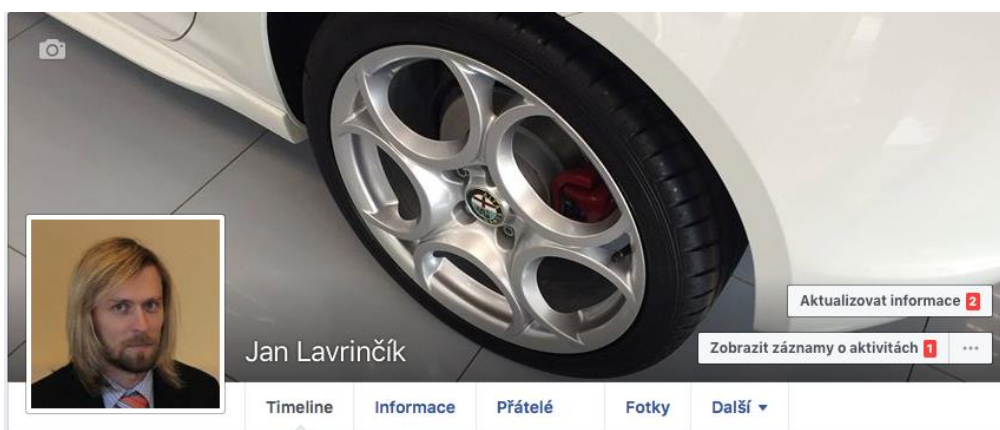 Aktualizovat informace 2
Jan Lavrinčík
Zobrazit záznamy o aktivitách 1 ...
Timeline Informace Přátelé Fotky Další